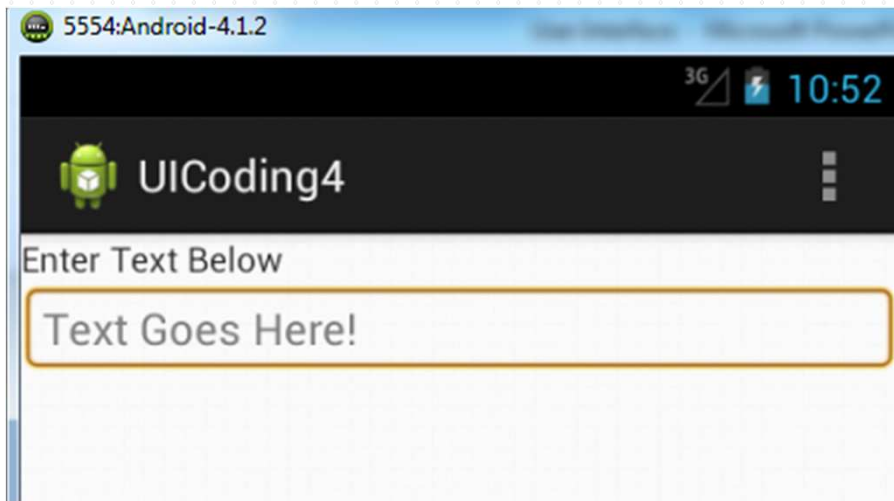 5554:Android-4.1.2
3G 10:52
UICoding4
Enter Text Below
Text Goes Here!